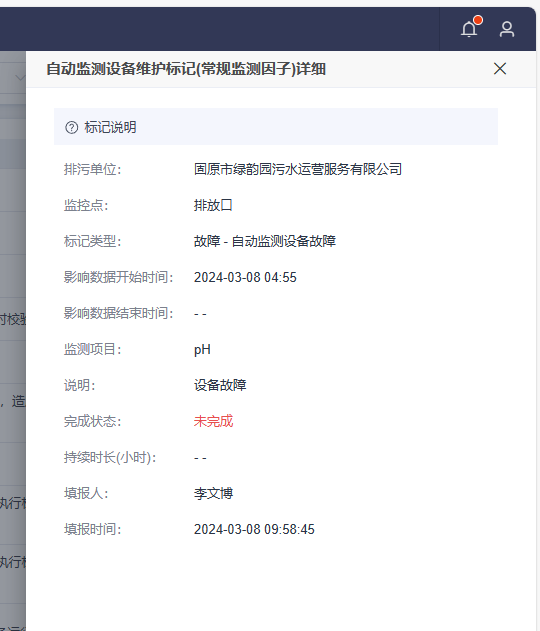 自动监测设备维护标记(常规监测因子)详细
标记说明
排污单位： 固原市绿韵园污水运营服务有限公司
监控点： 排放口
标记类型： 故障 - 自动监测设备故障
影响数据开始时间： 2024-03-08 04:55
影响数据结束时间： - -
时校验
监测项目： pH
说明： 设备故障
，造
完成状态： 未完成
持续时长(小时)： - -
填报人： 李文博
执行
填报时间： 2024-03-08 09:58:45
执行